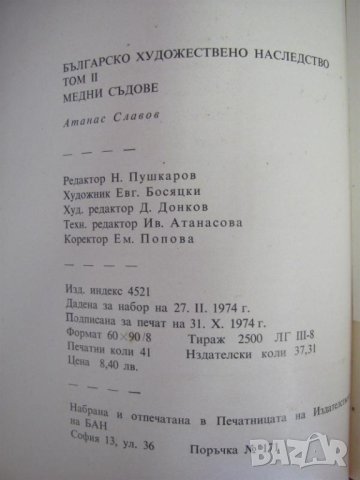 БЪЛГАРСКО ХУДОЖЕСТВЕНО НАСЛЕДСТВО
ТОМ II
МЕДНИ СЪДОВЕ
Атанас Славов
— — — —
Редактор Н. Пушкаров
Художник Евг. Босяцки
Худ. редактор Д. Донков
Техн. редактор Ив. Атанасова
Коректор Ем. Попова
— — — —
Изд. индекс 4521
Дадена за набор на 27. II. 1974 г.
Подписана за печат на 31. X. 1974 г.
Формат 60×90/8 Тираж 2500 ЛГ III-8
Печатни коли 41 Издателски коли 37,31
Цена 8,40 лв.
— — — —
Набрана и отпечатана в Печатницата на Издателство
на БАН
София 13, ул. 36 Поръчка №
BAZAR